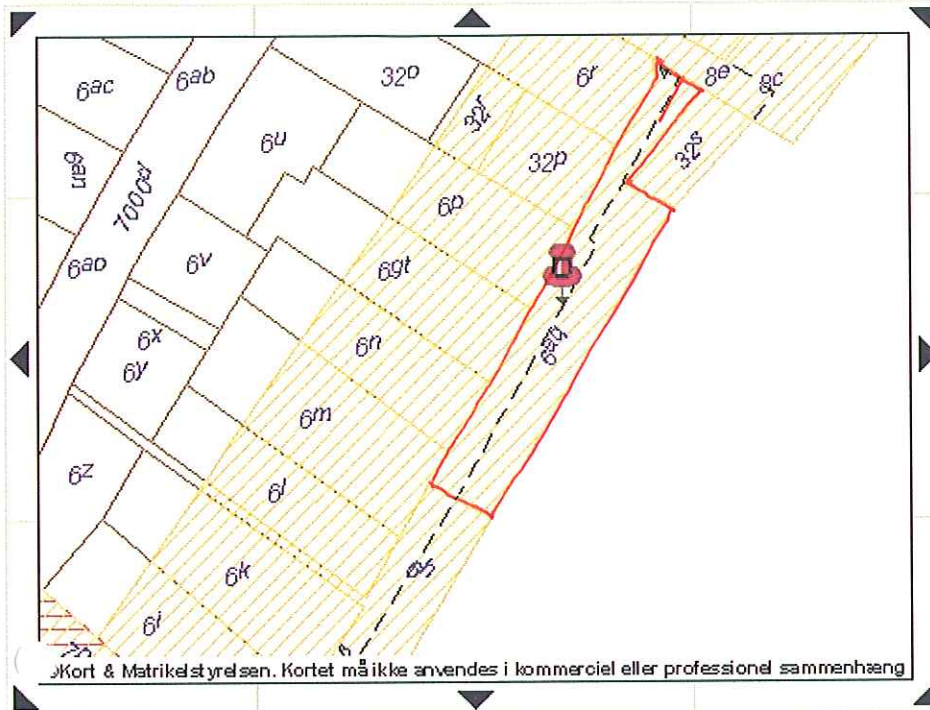 6ac
6ab
32o
6r
8e
8c
6an
7000d
6u
32r
32p
32s
6p
6ao
6v
6gt
6x
6n
6aq
6y
6m
6z
6l
6k
6i
Kort & Matrikelstyrelsen. Kortet må ikke anvendes i kommerciel eller professionel sammenhæng